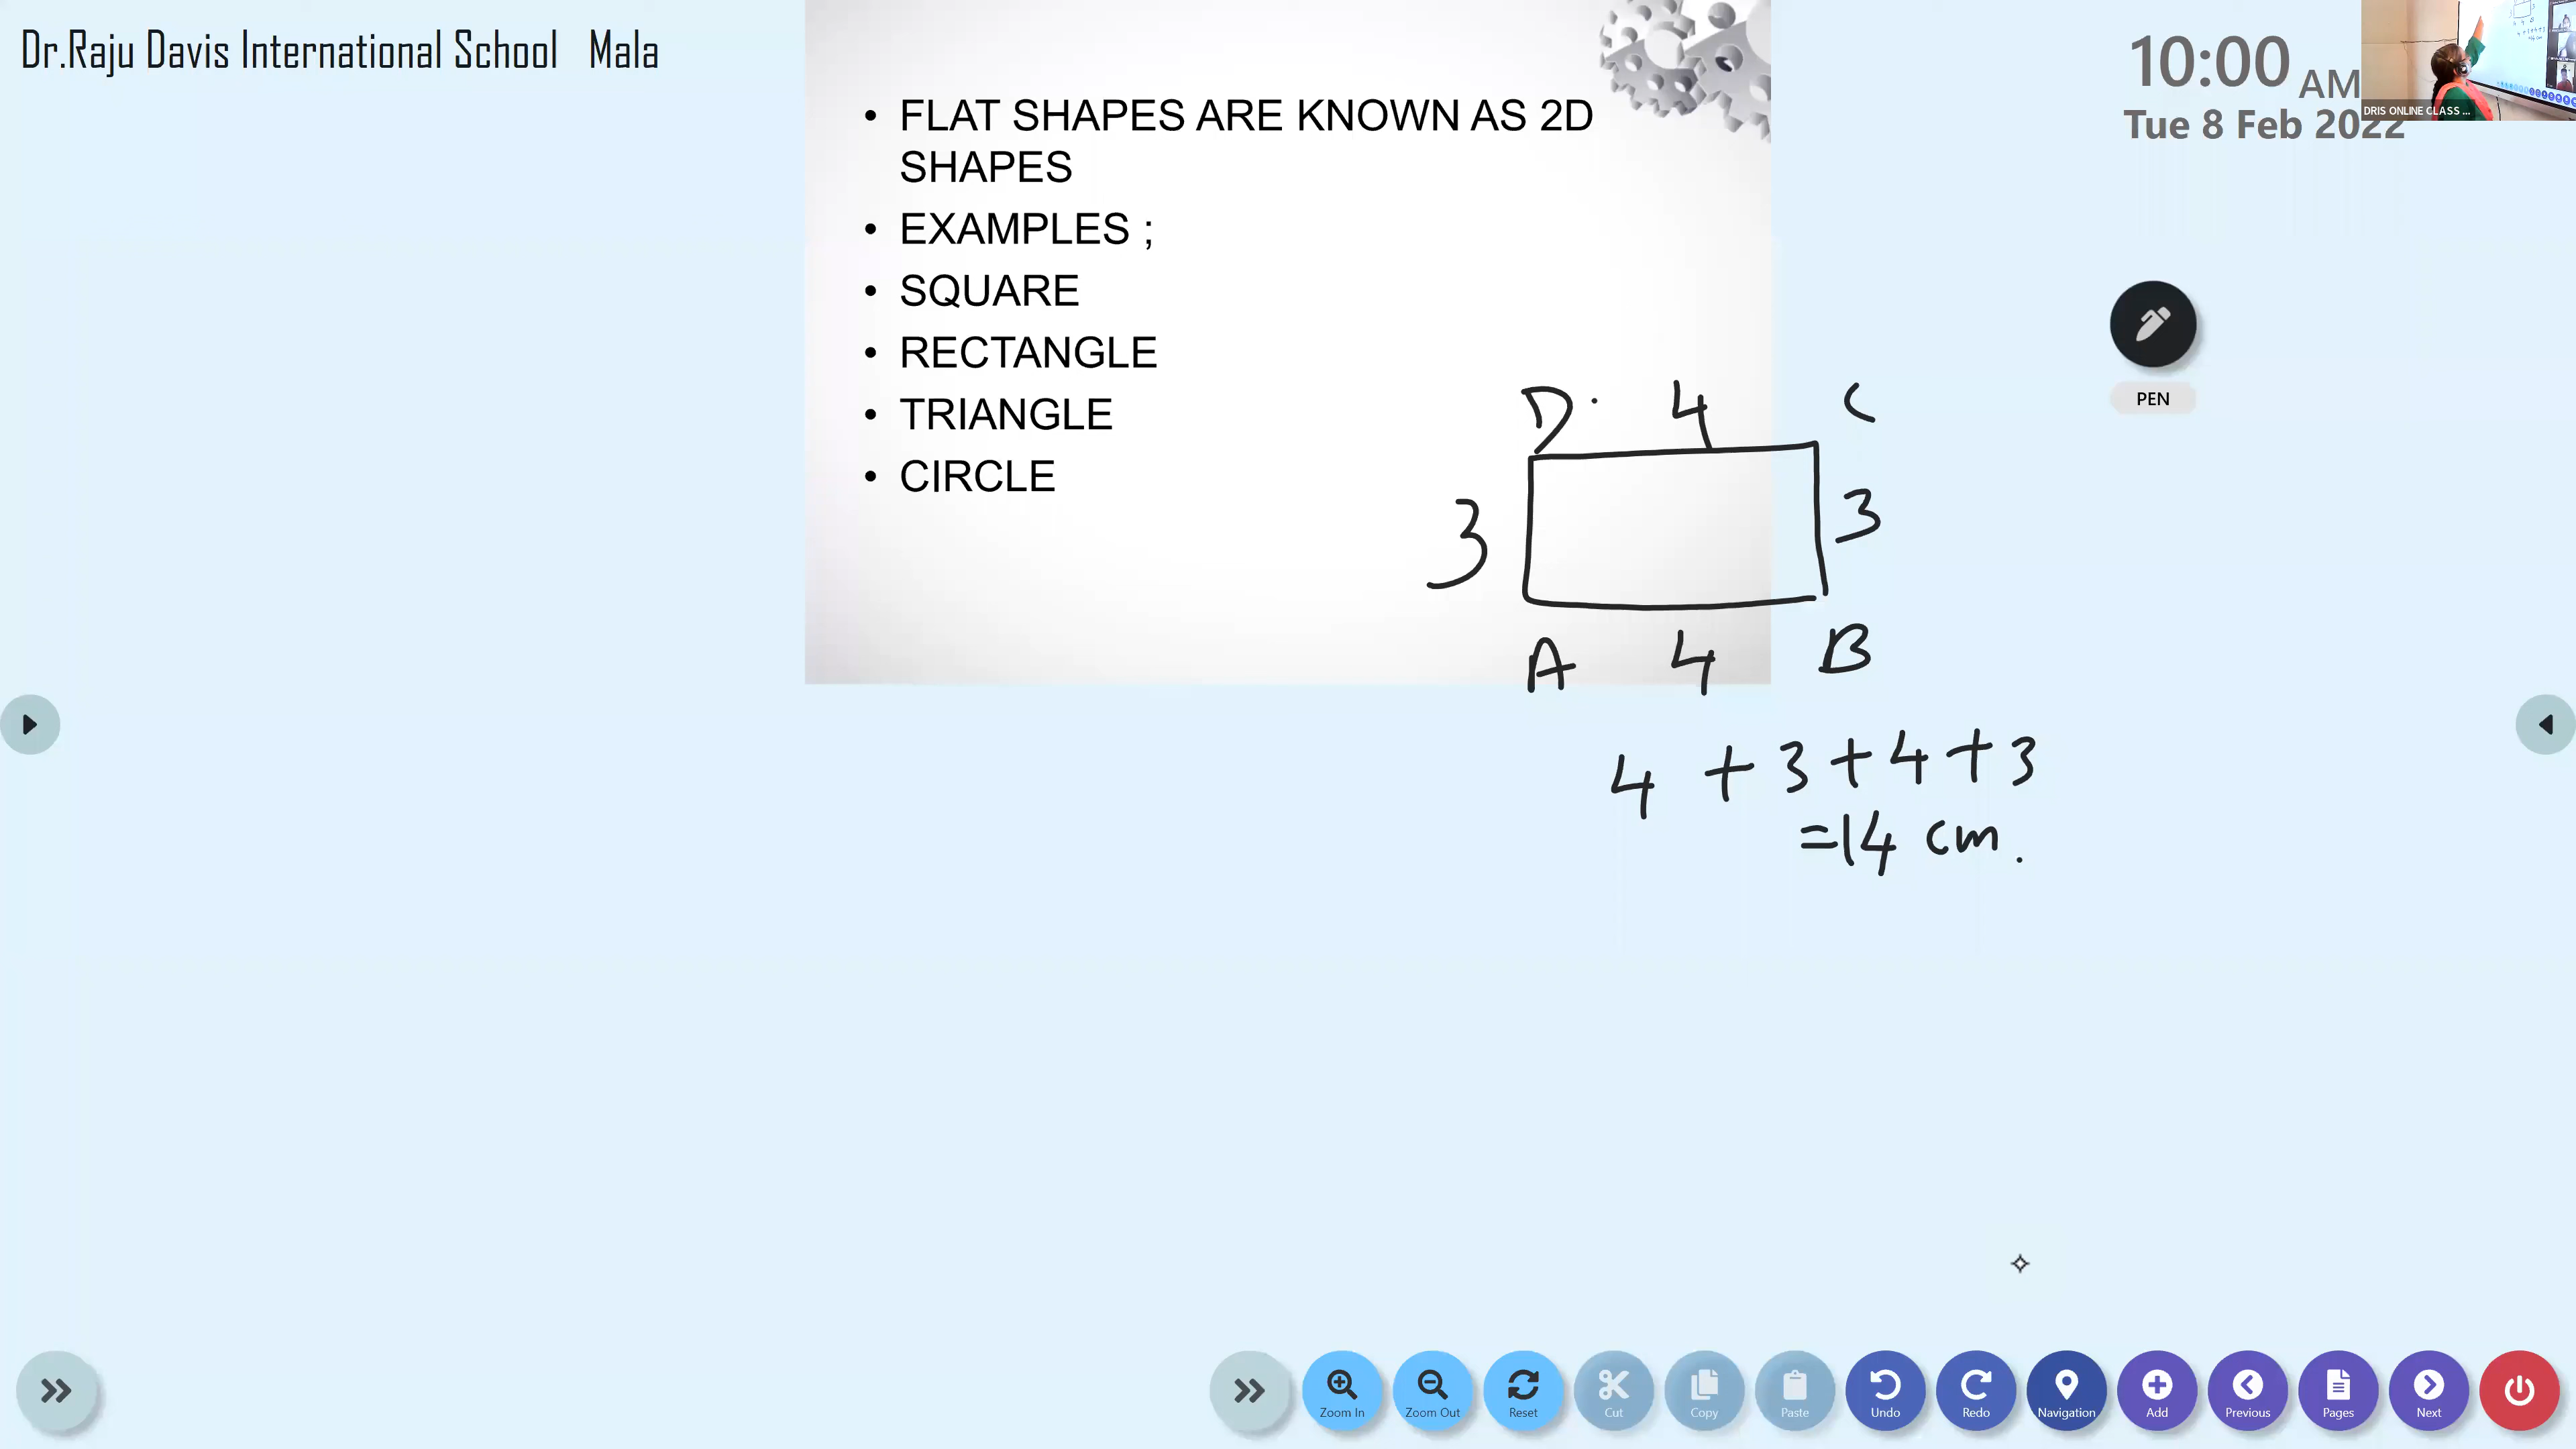 Dr.Raju Davis International School Mala
10:00 AM
Tue 8 Feb 2022
DRIS ONLINE CLASS ...
• FLAT SHAPES ARE KNOWN AS 2D
SHAPES
• EXAMPLES ;
• SQUARE
• RECTANGLE
• TRIANGLE
• CIRCLE
PEN
D 4 C
3 3
A 4 B
4 + 3 + 4 + 3
= 14 cm.
Zoom In Zoom Out Reset Cut Copy Paste Undo Redo Navigation Add Previous Pages Next